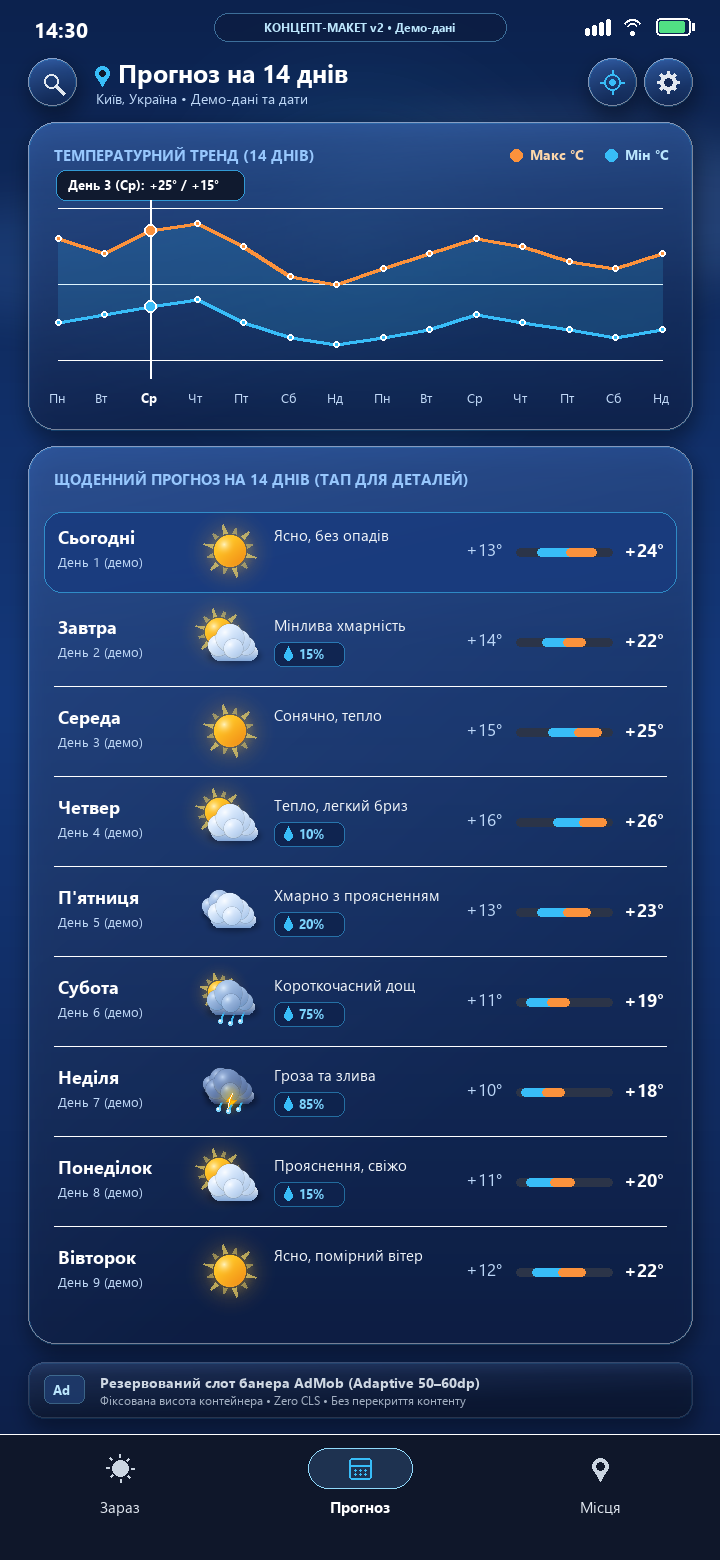 14:30
КОНЦЕПТ-МАКЕТ v2 • Демо-дані
Прогноз на 14 днів
Київ, Україна • Демо-дані та дати
ТЕМПЕРАТУРНИЙ ТРЕНД (14 ДНІВ)
Макс °C
Мін °C
День 3 (Ср): +25° / +15°
Пн Вт Ср Чт Пт Сб Нд Пн Вт Ср Чт Пт Сб Нд
ЩОДЕННИЙ ПРОГНОЗ НА 14 ДНІВ (ТАП ДЛЯ ДЕТАЛЕЙ)
Сьогодні
День 1 (демо)
Ясно, без опадів
+13°
+24°
Завтра
День 2 (демо)
Мінлива хмарність
15%
+14°
+22°
Середа
День 3 (демо)
Сонячно, тепло
+15°
+25°
Четвер
День 4 (демо)
Тепло, легкий бриз
10%
+16°
+26°
П'ятниця
День 5 (демо)
Хмарно з проясненням
20%
+13°
+23°
Субота
День 6 (демо)
Короткочасний дощ
75%
+11°
+19°
Неділя
День 7 (демо)
Гроза та злива
85%
+10°
+18°
Понеділок
День 8 (демо)
Прояснення, свіжо
15%
+11°
+20°
Вівторок
День 9 (демо)
Ясно, помірний вітер
+12°
+22°
Ad
Резервований слот банера AdMob (Adaptive 50–60dp)
Фіксована висота контейнера • Zero CLS • Без перекриття контенту
Зараз
Прогноз
Місця